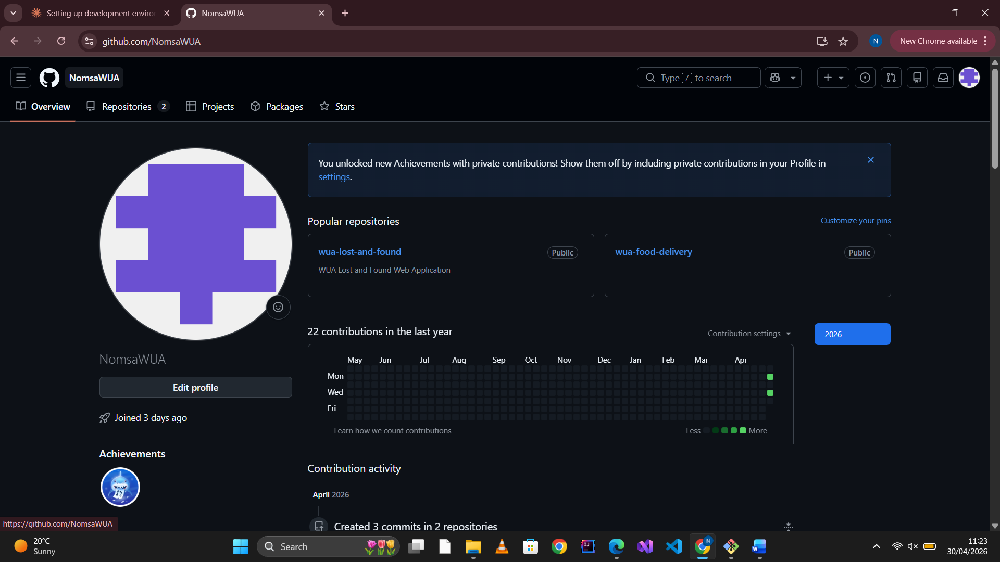 Setting up development enviro
NomsaWUA
github.com/NomsaWUA
N
New Chrome available
NomsaWUA
Type / to search
Overview
Repositories 2
Projects
Packages
Stars
You unlocked new Achievements with private contributions! Show them off by including private contributions in your Profile in
settings.
Popular repositories
Customize your pins
wua-lost-and-found
Public
WUA Lost and Found Web Application
wua-food-delivery
Public
22 contributions in the last year
Contribution settings
2026
May Jun Jul Aug Sep Oct Nov Dec Jan Feb Mar Apr
Mon
Wed
Fri
Learn how we count contributions
Less More
NomsaWUA
Edit profile
Joined 3 days ago
Achievements
Contribution activity
April 2026
Created 3 commits in 2 repositories
https://github.com/NomsaWUA
20°C
Sunny
Search
IJ
N
W
11:23
30/04/2026